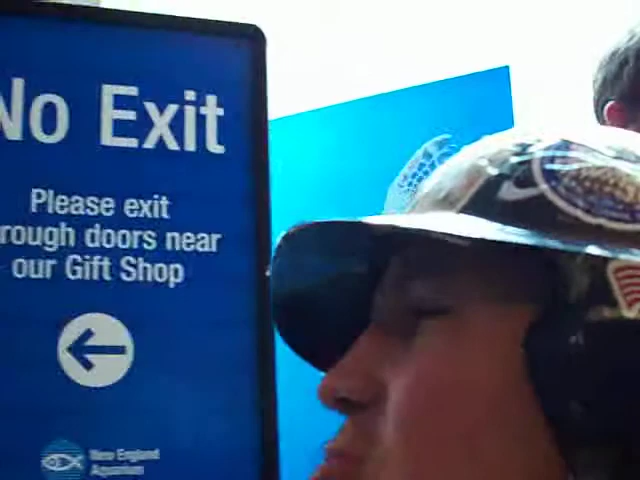 No Exit
Please exit
rough doors near
our Gift Shop
New England
Aquarium